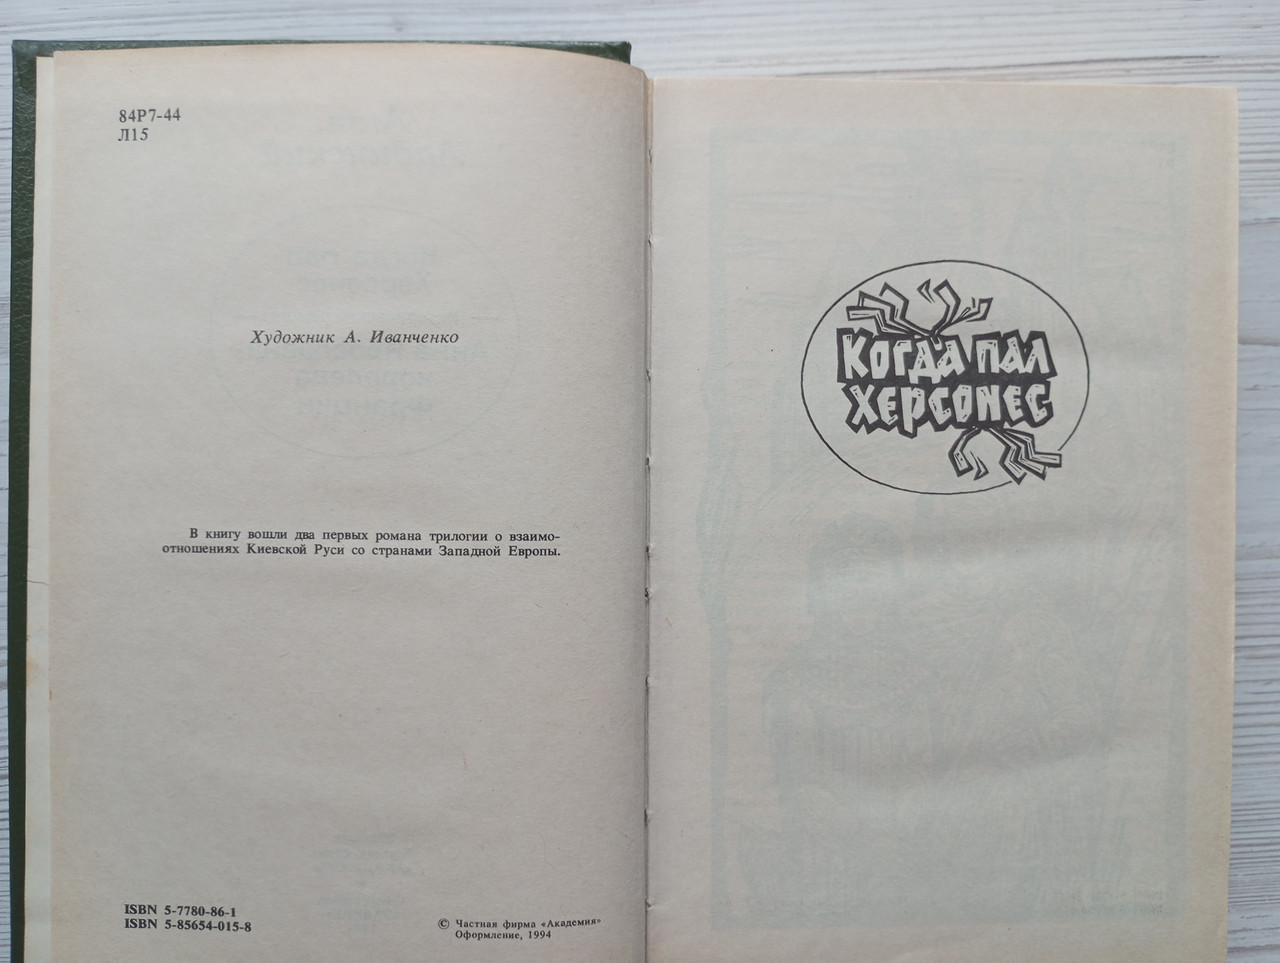 84Р7-44
Л15
Художник А. Иванченко
В книгу вошли два первых романа трилогии о взаимо-
отношениях Киевской Руси со странами Западной Европы.
ISBN 5-7780-86-1
ISBN 5-85654-015-8
© Частная фирма «Академия»
Оформление, 1994
КОГДА ПАЛ
ХЕРСОНЕС